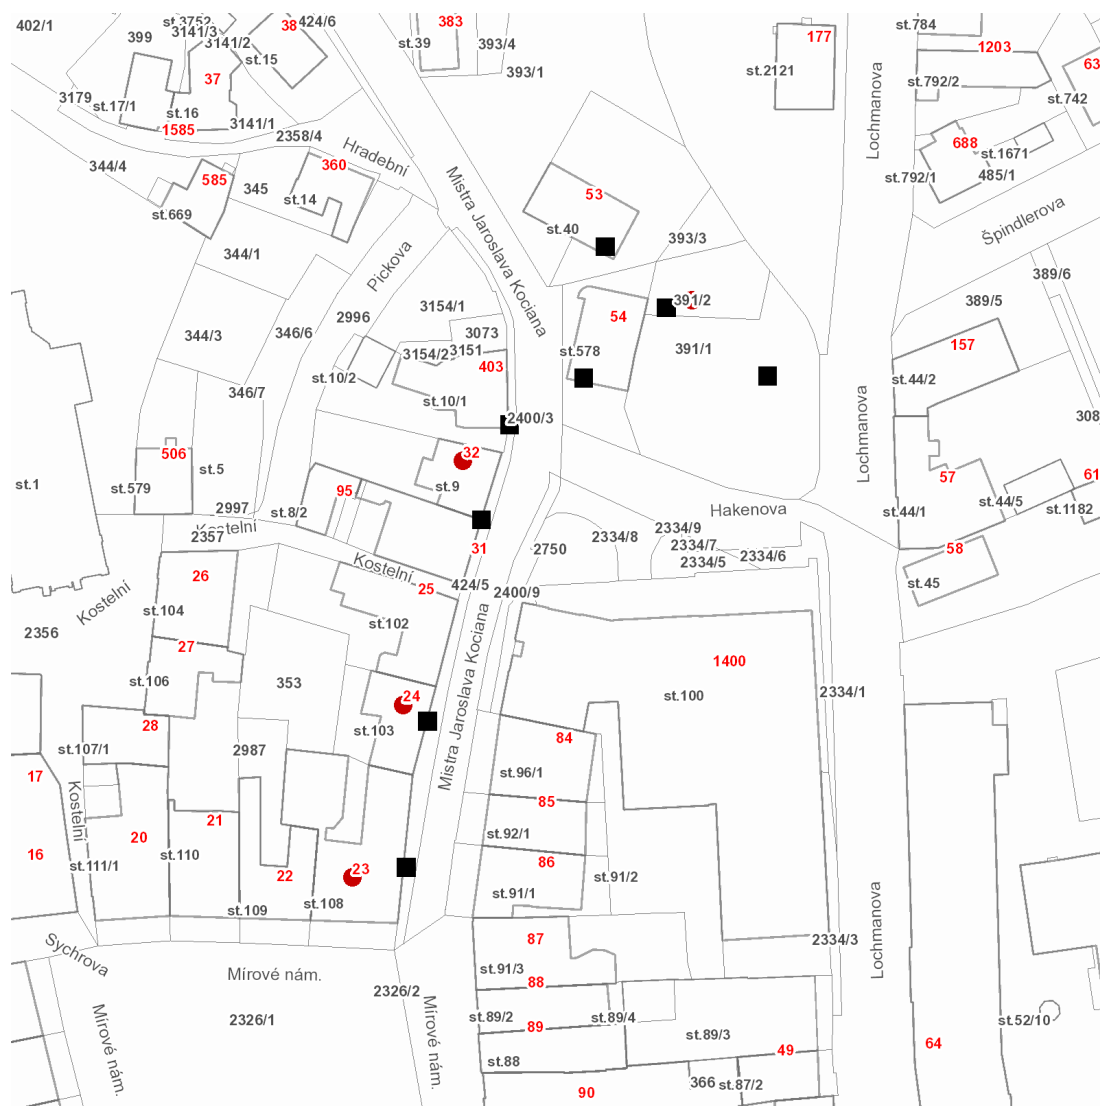 402/1
st.3752
3141/3
3141/2
399
38
424/6
st.15
37
3179
st.17/1
st.16
1585
3141/1
2358/4
383
st.39
393/4
393/1
177
st.2121
st.784
1203
st.792/2
63
st.742
Lochmanova
688
st.1671
485/1
st.792/1
Špindlerova
344/4
Hradební
360
585
345
st.14
st.669
344/1
Mistra Jaroslava Kociana
53
st.40
393/3
389/6
389/5
Pickova
3154/1
2996
3073
3151
3154/2
344/3
346/6
403
st.10/2
st.10/1
346/7
54
st.578
391/2
391/1
157
st.44/2
Lochmanova
308
2400/3
506
st.5
st.579
32
st.9
95
st.8/2
2997
Kostelní
2357
st.1
57
61
st.44/5
st.1182
st.44/1
Hakenova
2334/9
2334/8
2334/7
2334/6
2334/5
2750
31
58
st.45
Kostelní
25
424/5
2400/9
26
st.104
Kostelní
2356
27
st.106
st.102
353
24
st.103
Mistra Jaroslava Kociana
1400
st.100
2334/1
28
st.107/1
2987
84
st.96/1
17
Kostelní
85
st.92/1
20
21
16
st.111/1
st.110
22
23
86
st.91/1
st.91/2
st.109
st.108
Sychrova
Mírové nám.
87
2334/3
Lochmanova
st.91/3
88
2326/2
2326/1
Mírové nám.
Mírové nám.
st.89/2
89
st.89/4
st.89/3
st.52/10
64
49
st.88
366
st.87/2
90